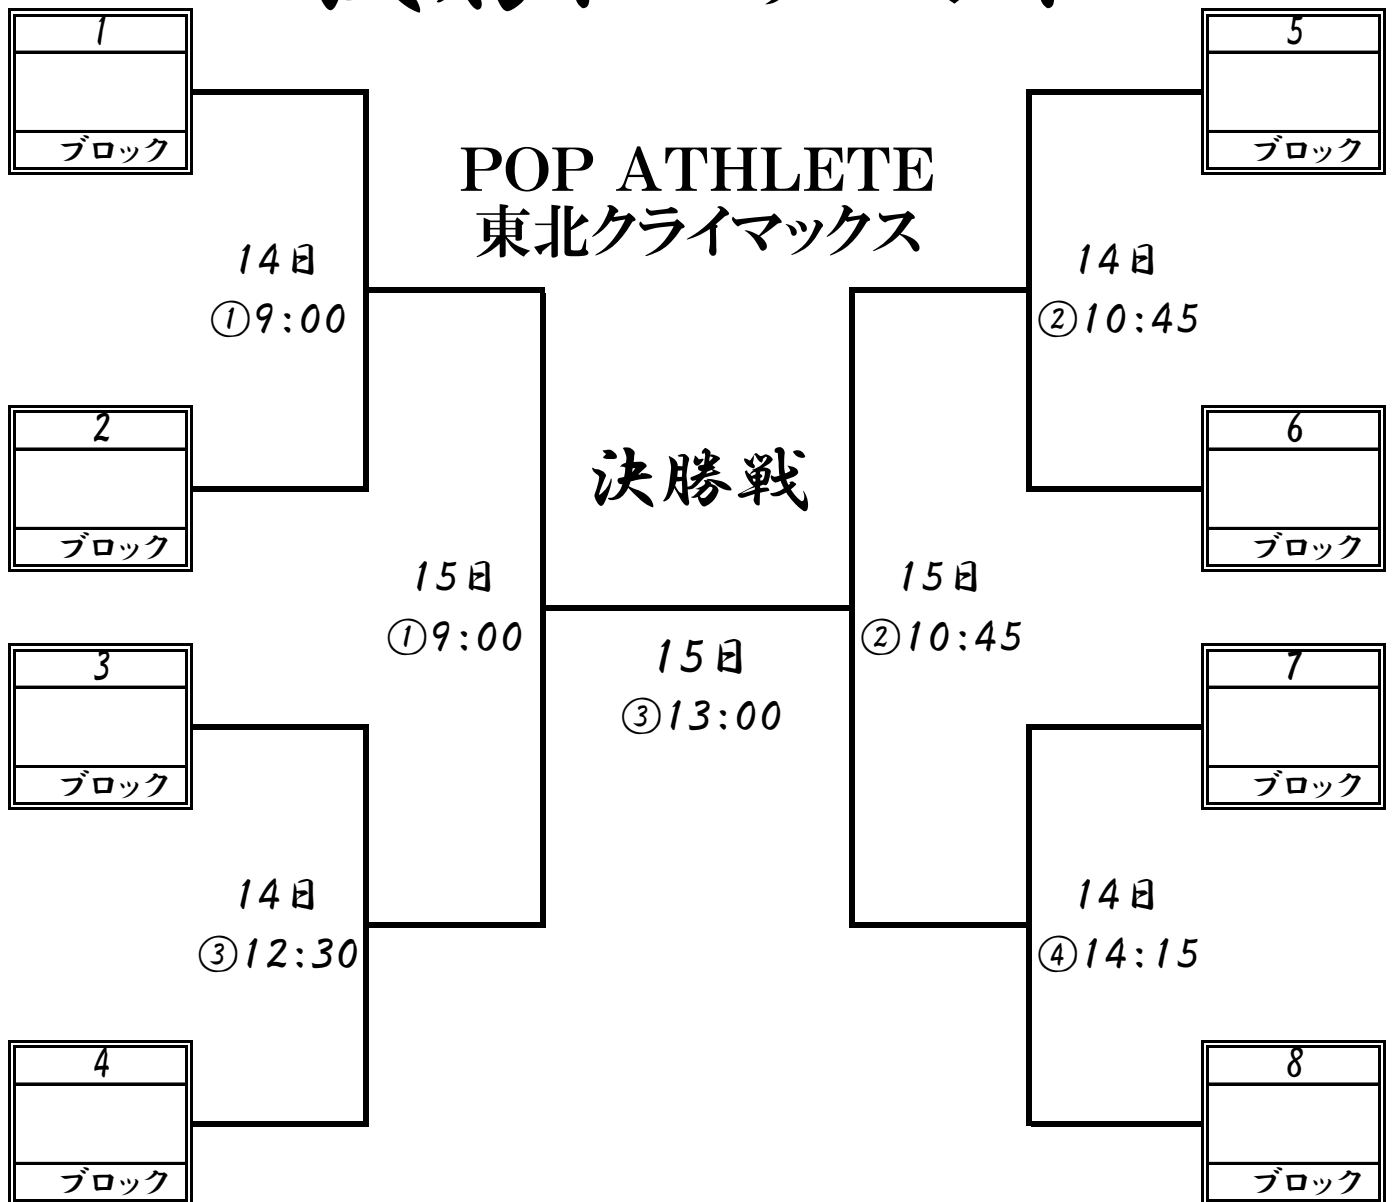 1
ブロック
5
ブロック
POP ATHLETE
東北クライマックス
14日
①9:00
14日
②10:45
2
ブロック
6
ブロック
決勝戦
15日
①9:00
15日
②10:45
15日
③13:00
3
ブロック
7
ブロック
14日
③12:30
14日
④14:15
4
ブロック
8
ブロック